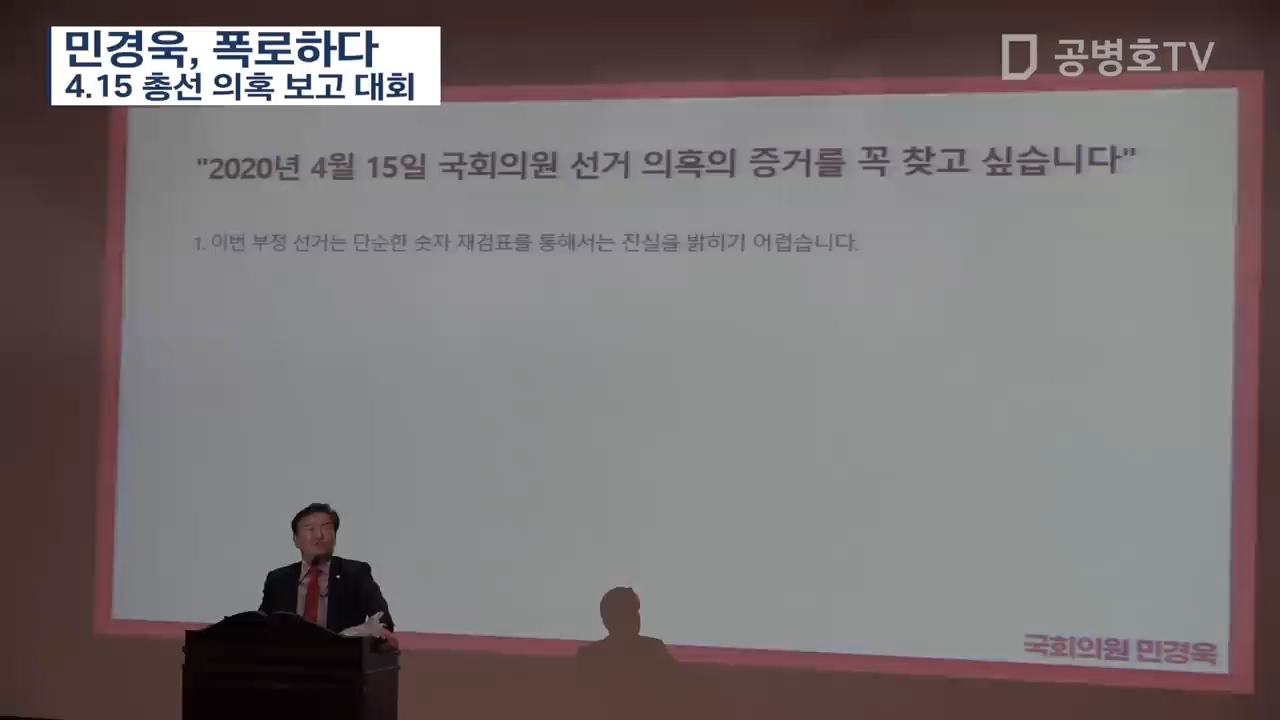 민경욱, 폭로하다
4.15 총선 의혹 보고 대회
공병호TV
"2020년 4월 15일 국회의원 선거 의혹의 증거를 꼭 찾고 싶습니다"
1. 이번 부정 선거는 단순한 숫자 재검표를 통해서는 진실을 밝히기 어렵습니다.
국회의원 민경욱